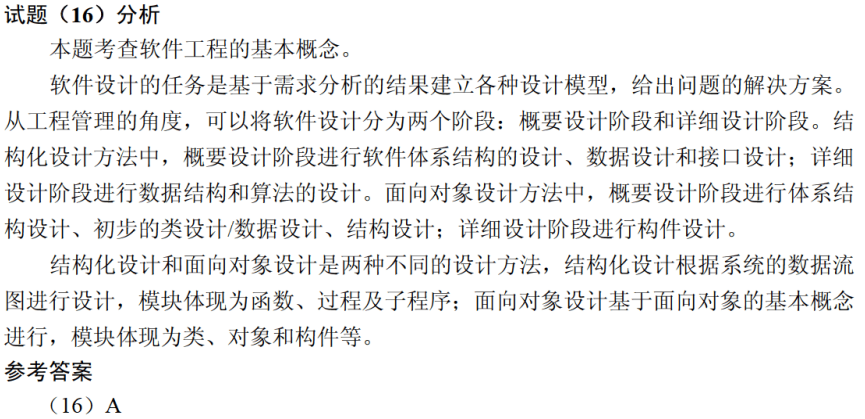 试题（16）分析
本题考查软件工程的基本概念。
软件设计的任务是基于需求分析的结果建立各种设计模型，给出问题的解决方案。
从工程管理的角度，可以将软件设计分为两个阶段：概要设计阶段和详细设计阶段。结
构化设计方法中，概要设计阶段进行软件体系结构的设计、数据设计和接口设计；详细
设计阶段进行数据结构和算法的设计。面向对象设计方法中，概要设计阶段进行体系结
构设计、初步的类设计/数据设计、结构设计；详细设计阶段进行构件设计。
结构化设计和面向对象设计是两种不同的设计方法，结构化设计根据系统的数据流
图进行设计，模块体现为函数、过程及子程序；面向对象设计基于面向对象的基本概念
进行，模块体现为类、对象和构件等。
参考答案
（16）A